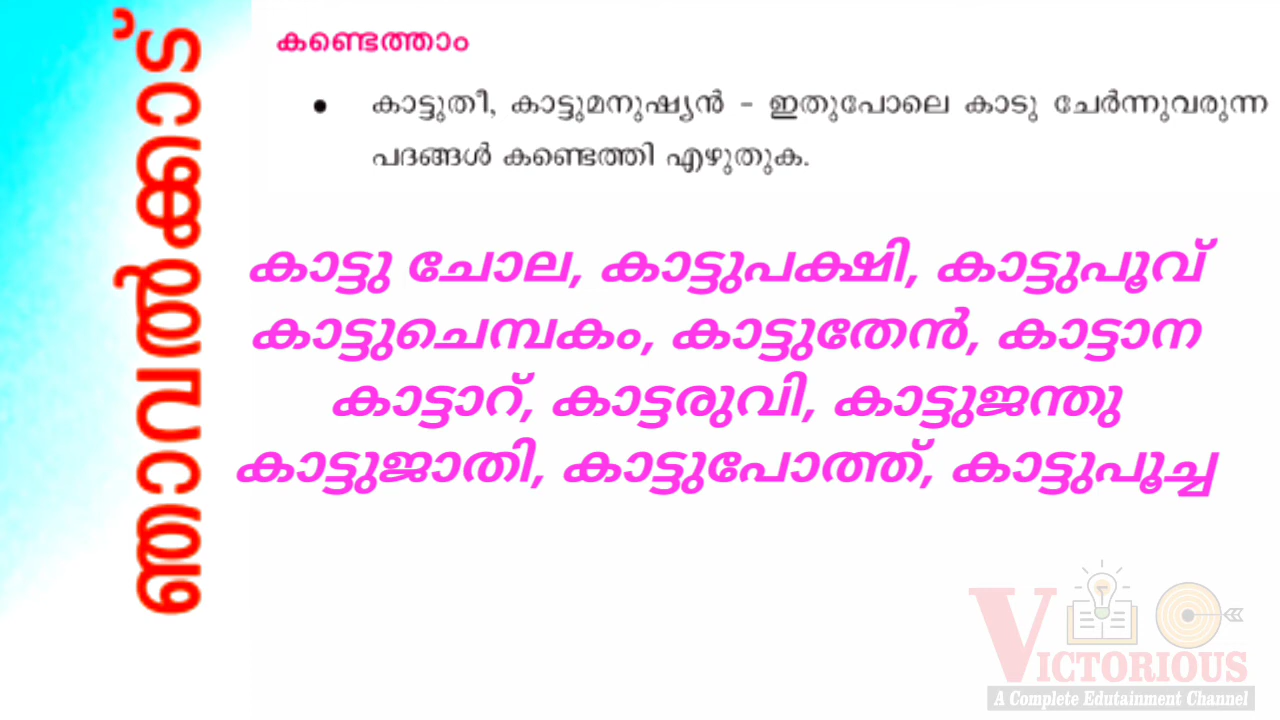 ഞാവൽക്കാട്
കണ്ടെത്താം
• കാട്ടുതീ, കാട്ടുമനുഷ്യൻ – ഇതുപോലെ കാടു ചേർന്നുവരുന്ന
പദങ്ങൾ കണ്ടെത്തി എഴുതുക.
കാട്ടു ചോല, കാട്ടുപക്ഷി, കാട്ടുപൂവ്
കാട്ടുചെമ്പകം, കാട്ടുതേൻ, കാട്ടാന
കാട്ടാറ്, കാട്ടരുവി, കാട്ടുജന്തു
കാട്ടുജാതി, കാട്ടുപോത്ത്, കാട്ടുപൂച്ച
VICTORIOUS
A Complete Edutainment Channel